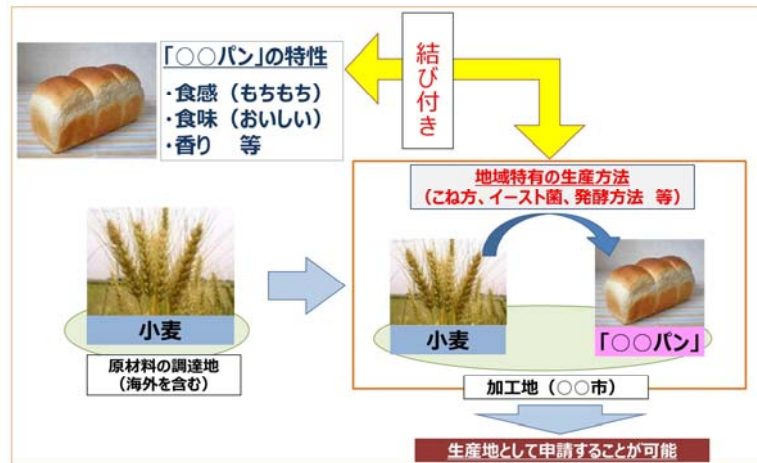 「○○パン」の特性
・食感（もちもち）
・食味（おいしい）
・香り　等
結び付き
地域特有の生産方法
（こね方、イースト菌、発酵方法　等）
小麦
原材料の調達地
（海外を含む）
小麦
「○○パン」
加工地（○○市）
生産地として申請することが可能